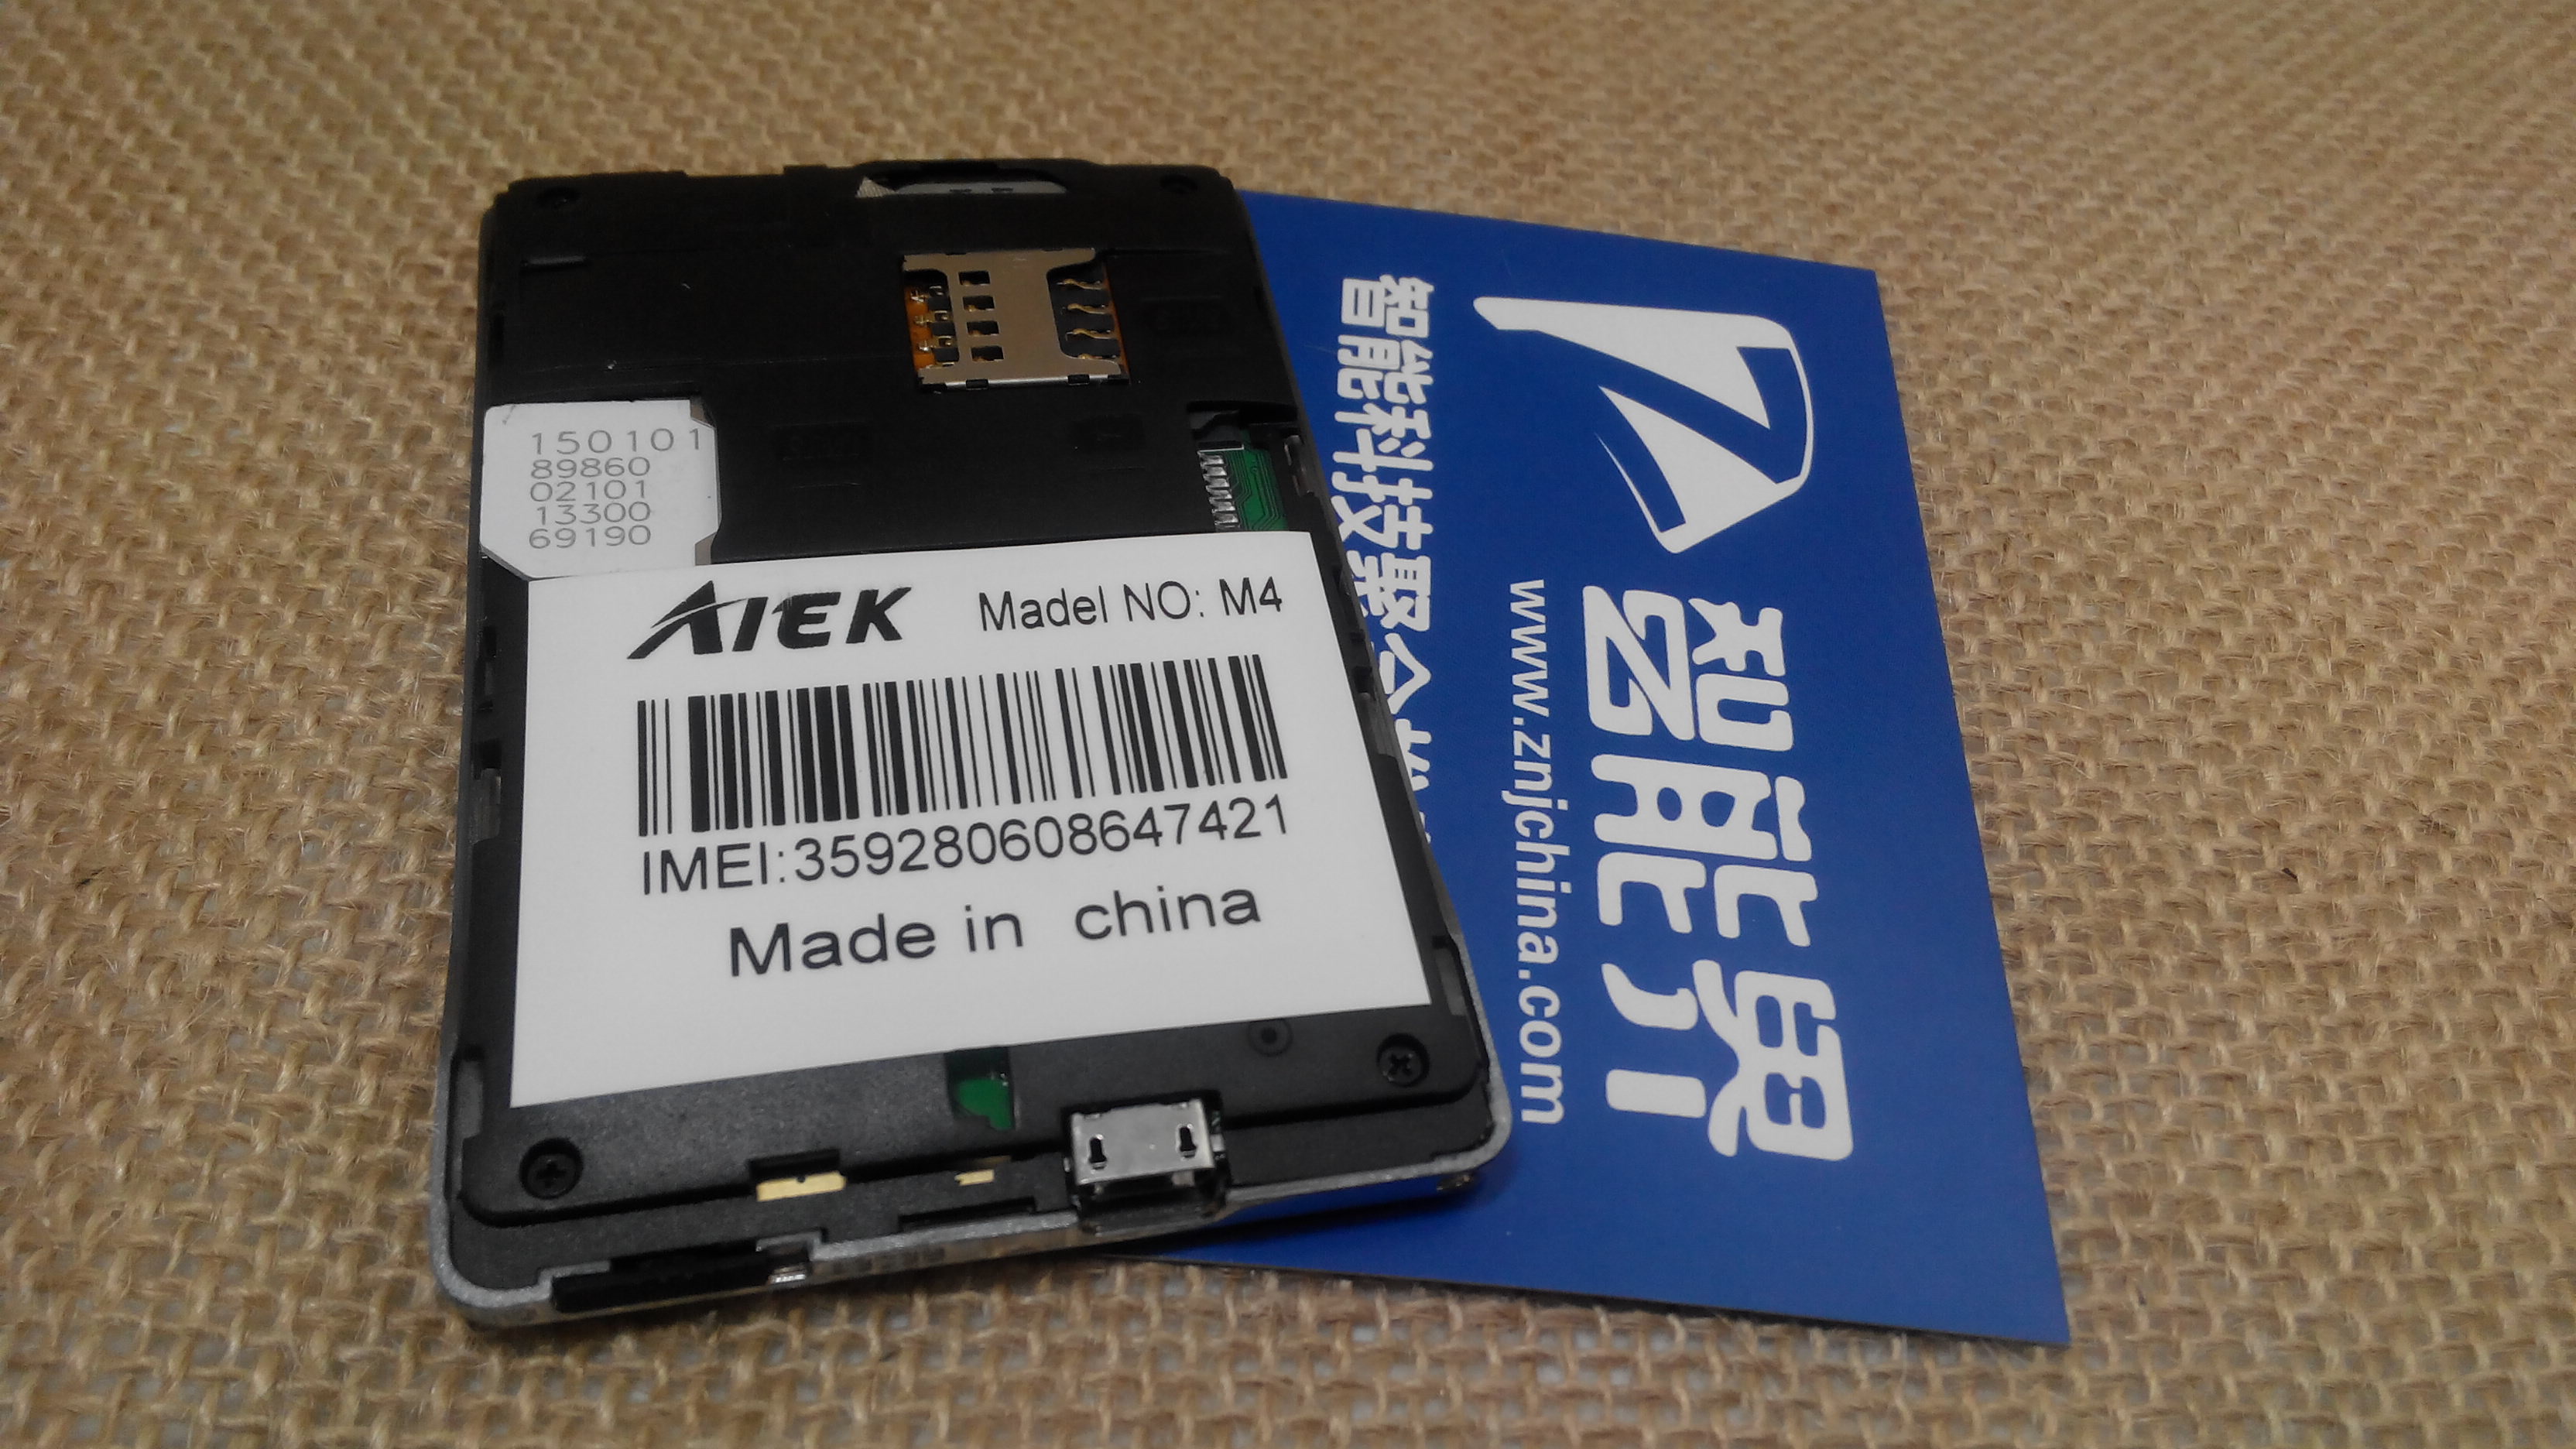 150101
89860
02101
13300
69190
AIEK
Madel NO: M4
IMEI:359280608647421
Made in china
智能界
www.znjchina.com
智能科技聚合